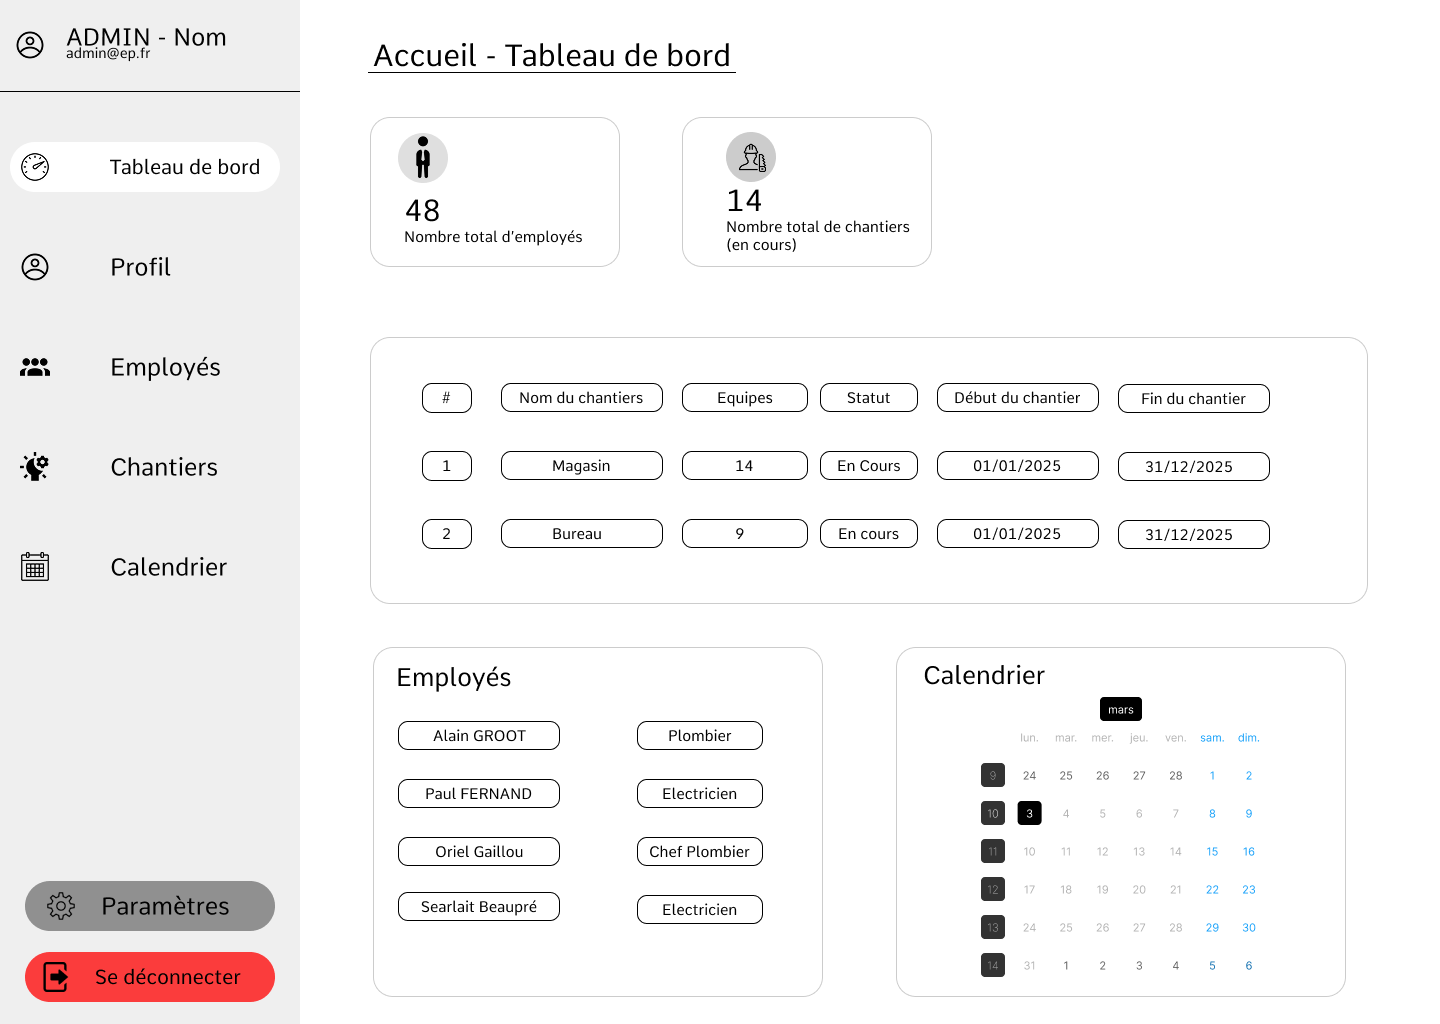 ADMIN - Nom
admin@ep.fr
Tableau de bord
Profil
Employés
Chantiers
Calendrier
Paramètres
Se déconnecter
Accueil - Tableau de bord
48
Nombre total d'employés
14
Nombre total de chantiers
(en cours)
# Nom du chantiers Equipes Statut Début du chantier Fin du chantier
1 Magasin 14 En Cours 01/01/2025 31/12/2025
2 Bureau 9 En cours 01/01/2025 31/12/2025
Employés
Alain GROOT Plombier
Paul FERNAND Electricien
Oriel Gaillou Chef Plombier
Searlait Beaupré Electricien
Calendrier
mars
lun. mar. mer. jeu. ven. sam. dim.
9 24 25 26 27 28 1 2
10 3 4 5 6 7 8 9
11 10 11 12 13 14 15 16
12 17 18 19 20 21 22 23
13 24 25 26 27 28 29 30
14 31 1 2 3 4 5 6